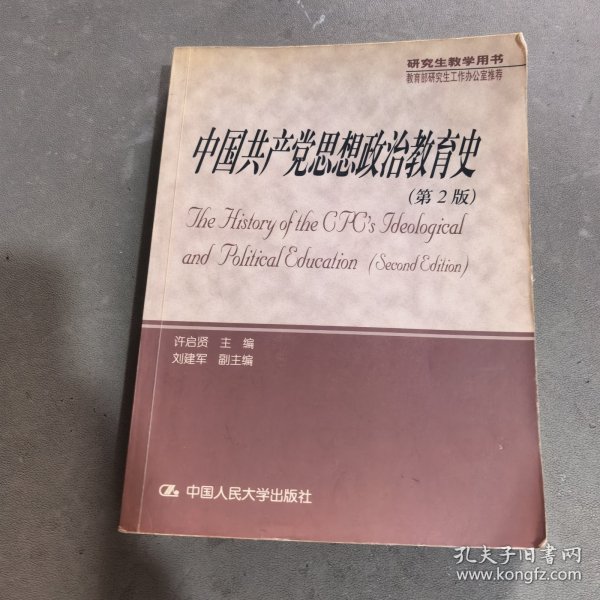 研究生教学用书
教育部研究生工作办公室推荐
中国共产党思想政治教育史
(第2版)
The History of the CPC's Ideological
and Political Education (Second Edition)
许启贤 主编
刘建军 副主编
中国人民大学出版社
孔夫子旧书网
www.kongfz.com